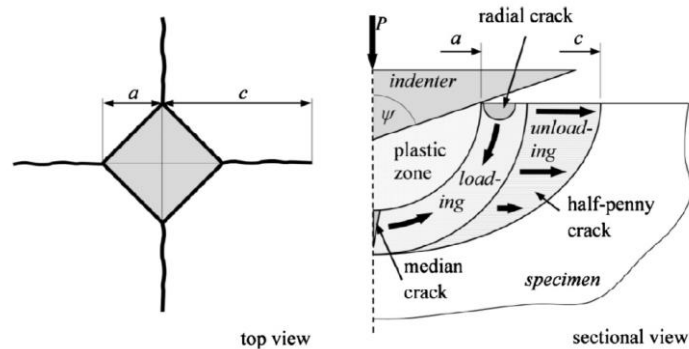 a
c
top view
P
radial crack
a
c
indenter
ψ
unload-
ing
plastic
zone
load-
ing
half-penny
crack
median
crack
specimen
sectional view